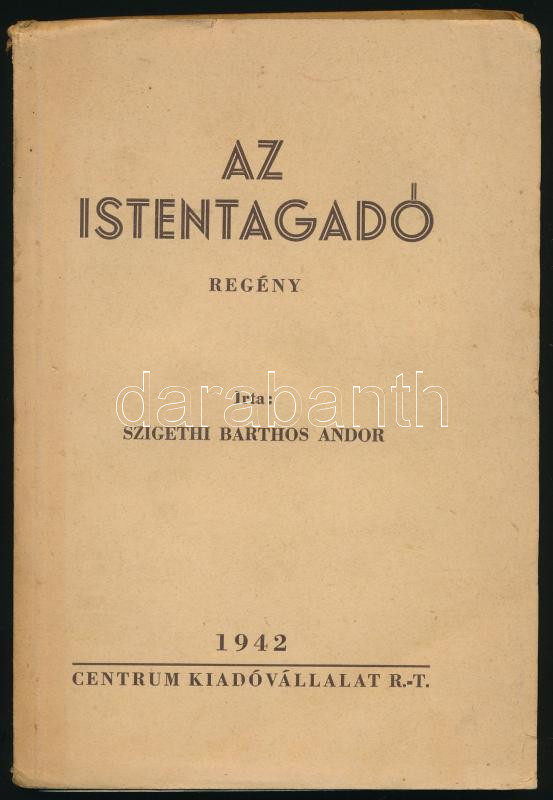 AZ
ISTENTAGADÓ
REGÉNY
Irta:
darabanth
SZIGETHI BARTHOS ANDOR
1942
CENTRUM KIADÓVÁLLALAT R.-T.